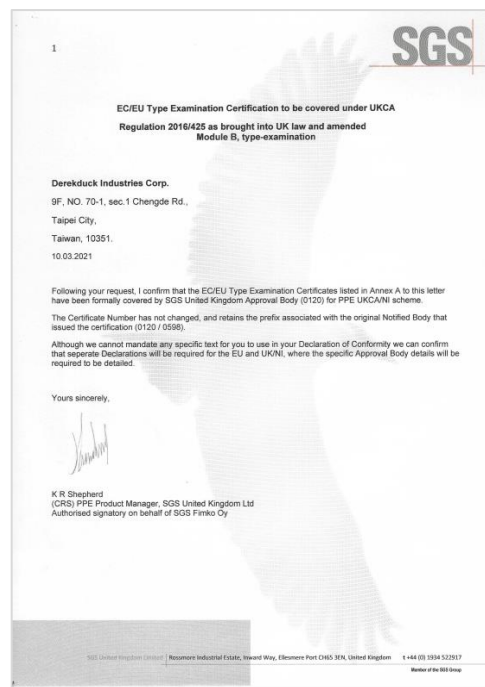 1
SGS
EC/EU Type Examination Certification to be covered under UKCA
Regulation 2016/425 as brought into UK law and amended
Module B, type-examination
Derekduck Industries Corp.
9F, NO. 70-1, sec.1 Chengde Rd.,
Taipei City,
Taiwan, 10351.
10.03.2021
Following your request, I confirm that the EC/EU Type Examination Certificates listed in Annex A to this letter
have been formally covered by SGS United Kingdom Approval Body (0120) for PPE UKCA/NI scheme.
The Certificate Number has not changed, and retains the prefix associated with the original Notified Body that
issued the certification (0120 / 0598).
Although we cannot mandate any specific text for you to use in your Declaration of Conformity we can confirm
that seperate Declarations will be required for the EU and UK/NI, where the specific Approval Body details will be
required to be detailed.
Yours sincerely,
K R Shepherd
(CRS) PPE Product Manager, SGS United Kingdom Ltd
Authorised signatory on behalf of SGS Fimko Oy
SGS United Kingdom Limited Rossmore Industrial Estate, Inward Way, Ellesmere Port CH65 3EN, United Kingdom t +44 (0) 1934 522917
Member of the SGS Group